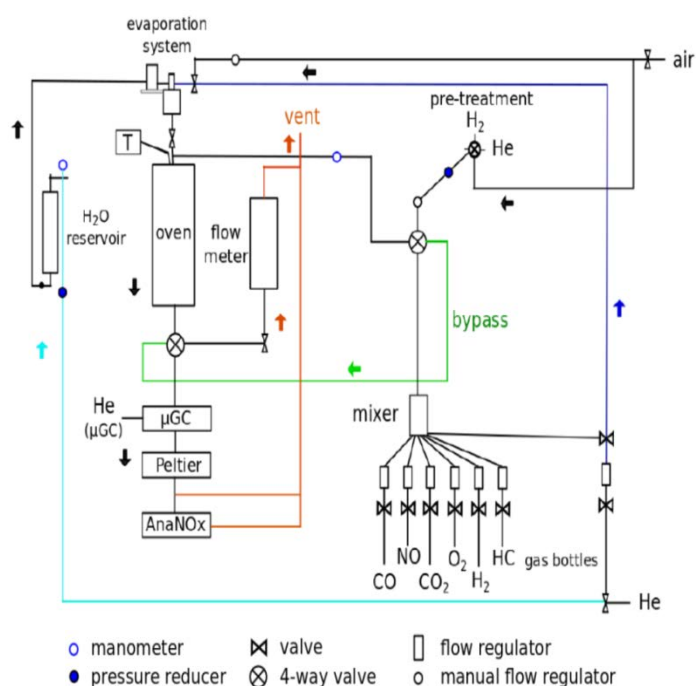 evaporation
system
air
vent
pre-treatment
H₂
He
T
H₂O
reservoir
oven
flow
meter
bypass
He
(µGC)
µGC
mixer
Peltier
AnaNOx
CO
NO
CO₂
O₂
H₂
HC
gas bottles
He
manometer
valve
flow regulator
pressure reducer
4-way valve
manual flow regulator